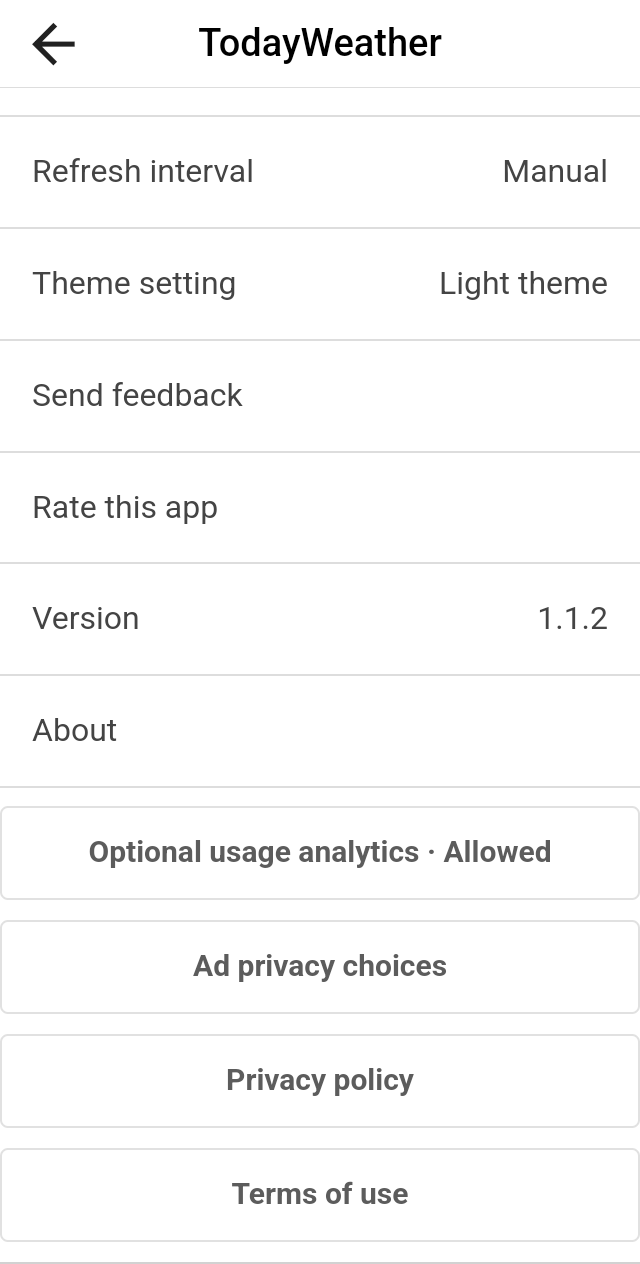 TodayWeather
Refresh interval Manual
Theme setting Light theme
Send feedback
Rate this app
Version 1.1.2
About
Optional usage analytics · Allowed
Ad privacy choices
Privacy policy
Terms of use